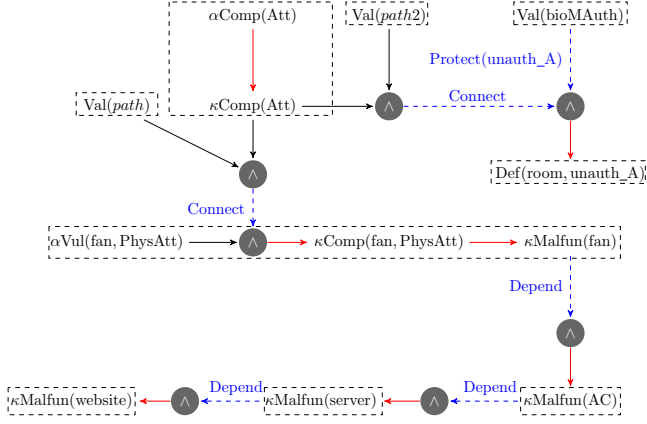 αComp(Att)
Val(path2)
Val(bioMAuth)
Protect(unauth_A)
Val(path)
κComp(Att)
∧
Connect
∧
∧
Def(room, unauth_A)
Connect
αVul(fan, PhysAtt)
∧
κComp(fan, PhysAtt)
κMalfun(fan)
Depend
∧
κMalfun(website)
∧
Depend
κMalfun(server)
∧
Depend
κMalfun(AC)